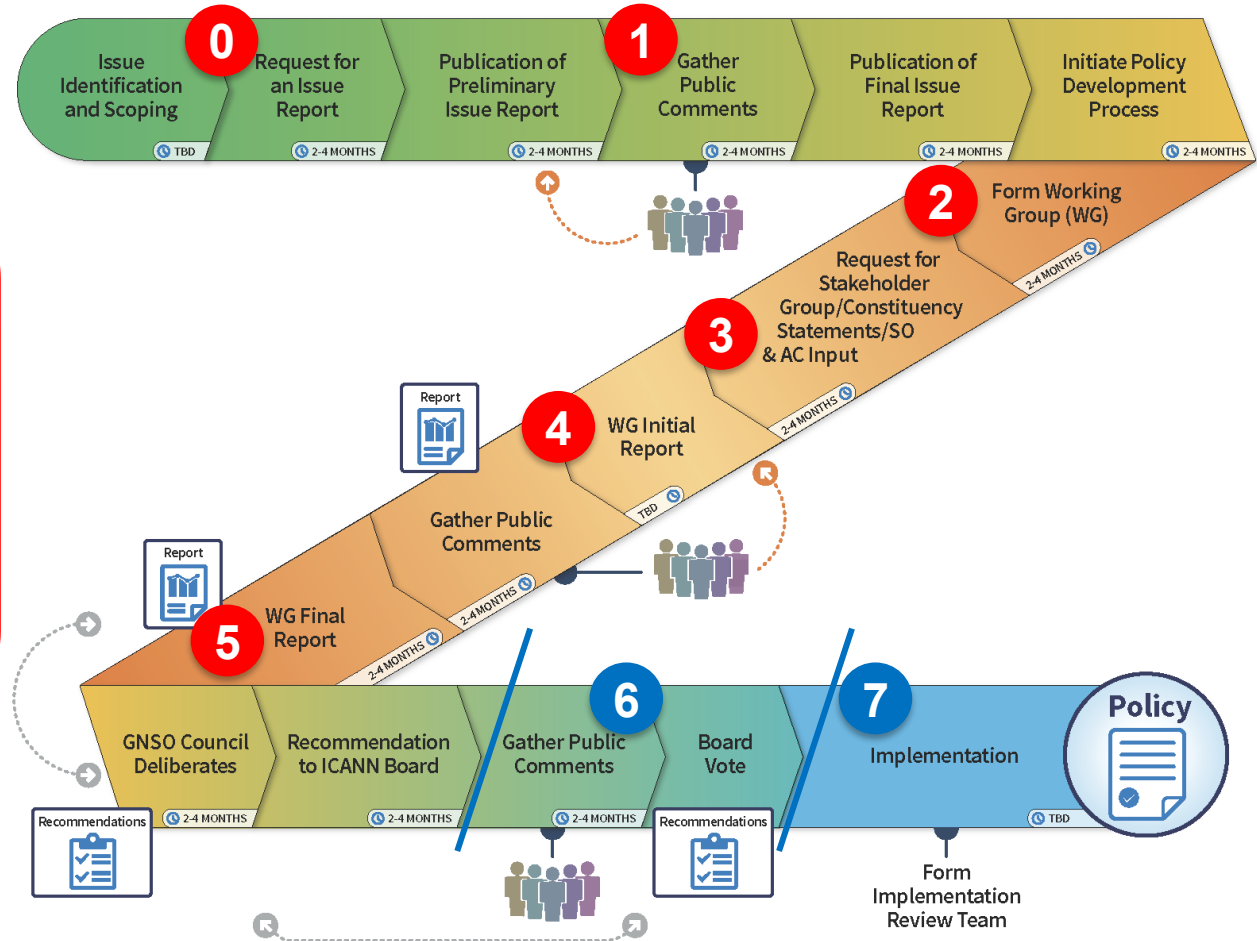 0
Issue
Identification
and Scoping
TBD
Request for
an Issue
Report
2-4 MONTHS
Publication of
Preliminary
Issue Report
2-4 MONTHS
1
Gather
Public
Comments
2-4 MONTHS
Publication of
Final Issue
Report
2-4 MONTHS
Initiate Policy
Development
Process
2-4 MONTHS
2
Form Working
Group (WG)
2-4 MONTHS
3
Request for
Stakeholder
Group/Constituency
Statements/SO
& AC Input
2-4 MONTHS
Report
4
WG Initial
Report
TBD
Gather Public
Comments
2-4 MONTHS
Report
5
WG Final
Report
2-4 MONTHS
GNSO Council
Deliberates
2-4 MONTHS
Recommendations
Recommendation
to ICANN Board
2-4 MONTHS
6
Gather Public
Comments
2-4 MONTHS
Board
Vote
Recommendations
7
Implementation
TBD
Form
Implementation
Review Team
Policy